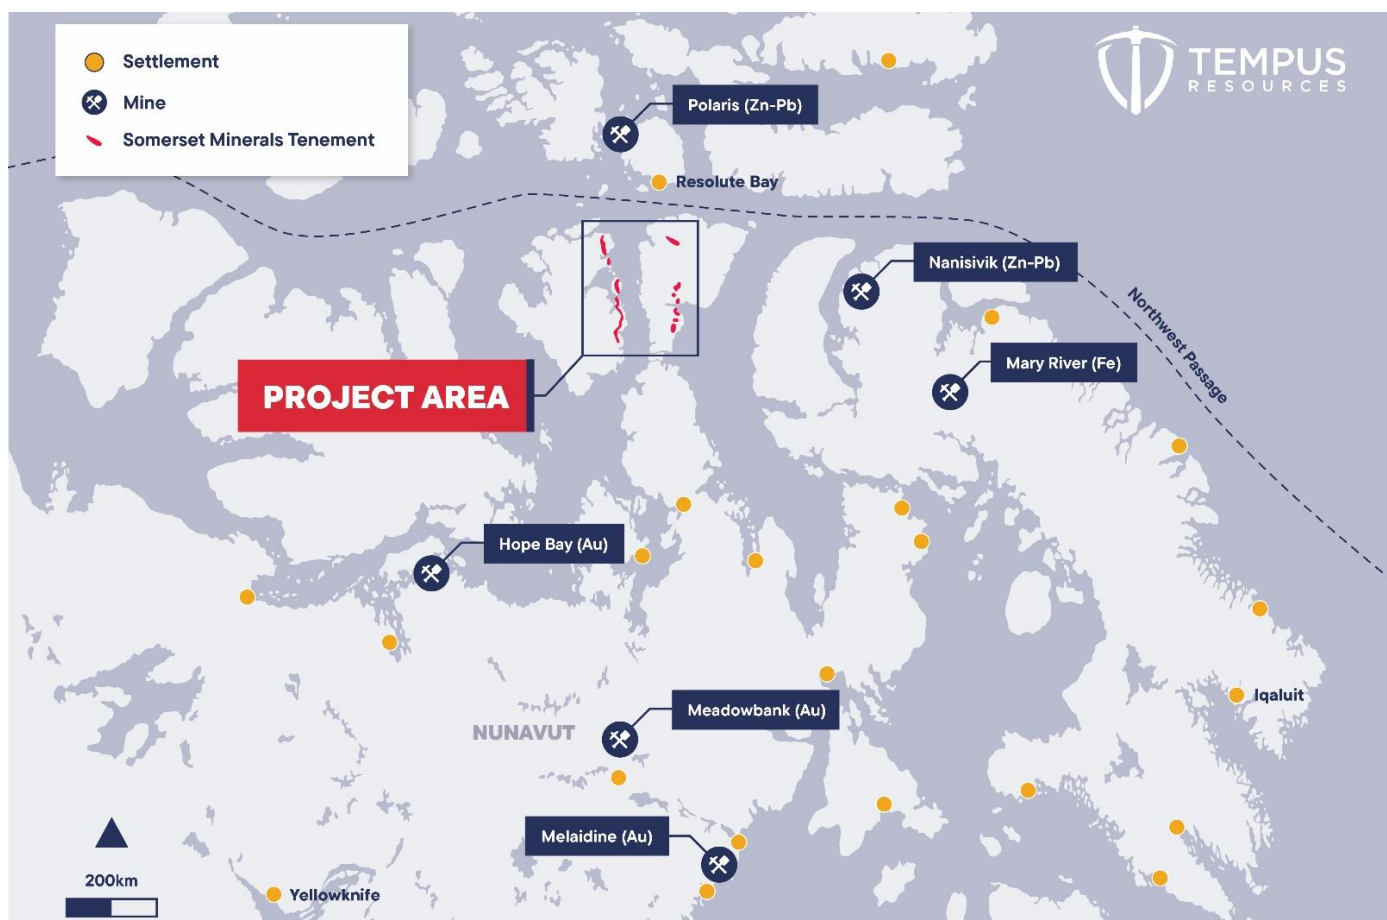 Settlement
Mine
Somerset Minerals Tenement
TEMPUS
RESOURCES
Polaris (Zn-Pb)
Resolute Bay
Nanisivik (Zn-Pb)
Northwest Passage
Mary River (Fe)
PROJECT AREA
Hope Bay (Au)
Iqaluit
Meadowbank (Au)
NUNAVUT
Melaidine (Au)
200km
Yellowknife